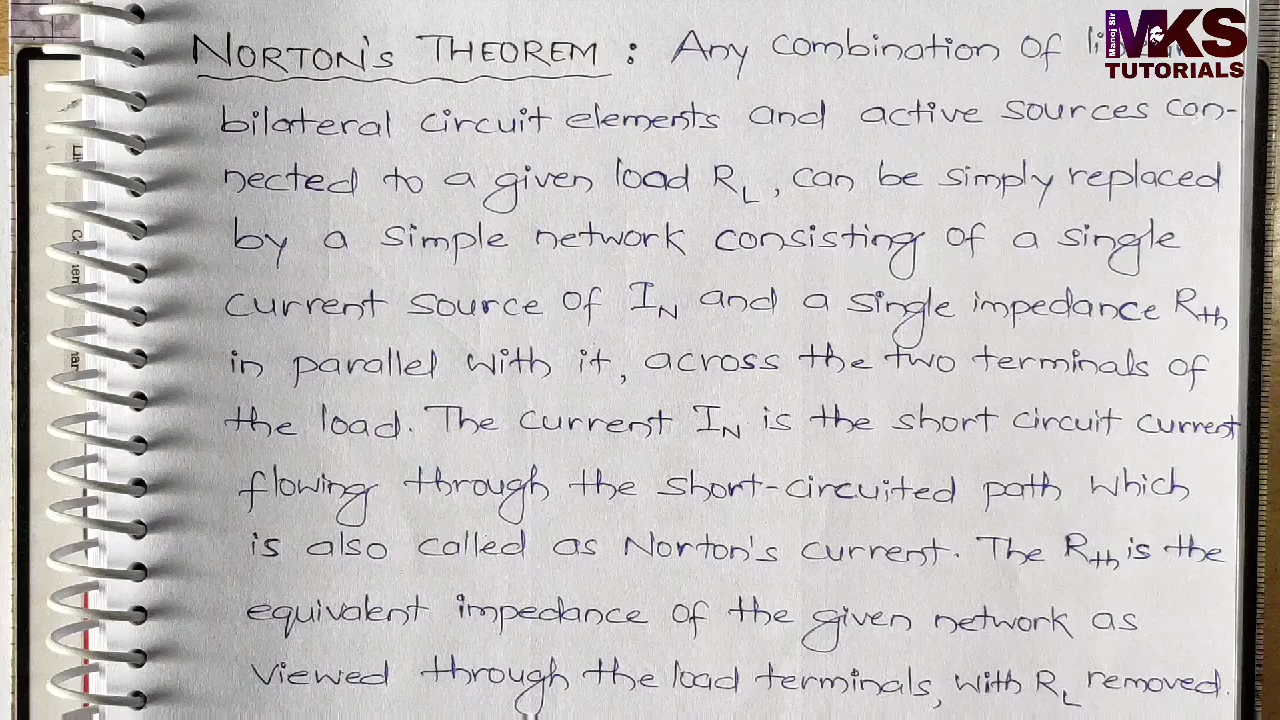 NORTON'S THEOREM : Any combination of
Manoj Sir
MKS
TUTORIALS
bilateral circuit elements and active sources con-
nected to a given load RL, can be simply replaced
by a simple network consisting of a single
current source of IN and a single impedance Rth
in parallel with it, across the two terminals of
the load. The current IN is the short circuit current
flowing through the short-circuited path which
is also called as Norton's current. The Rth is the
equivalent impedance of the given network as
viewed through the load terminals, with RL removed.